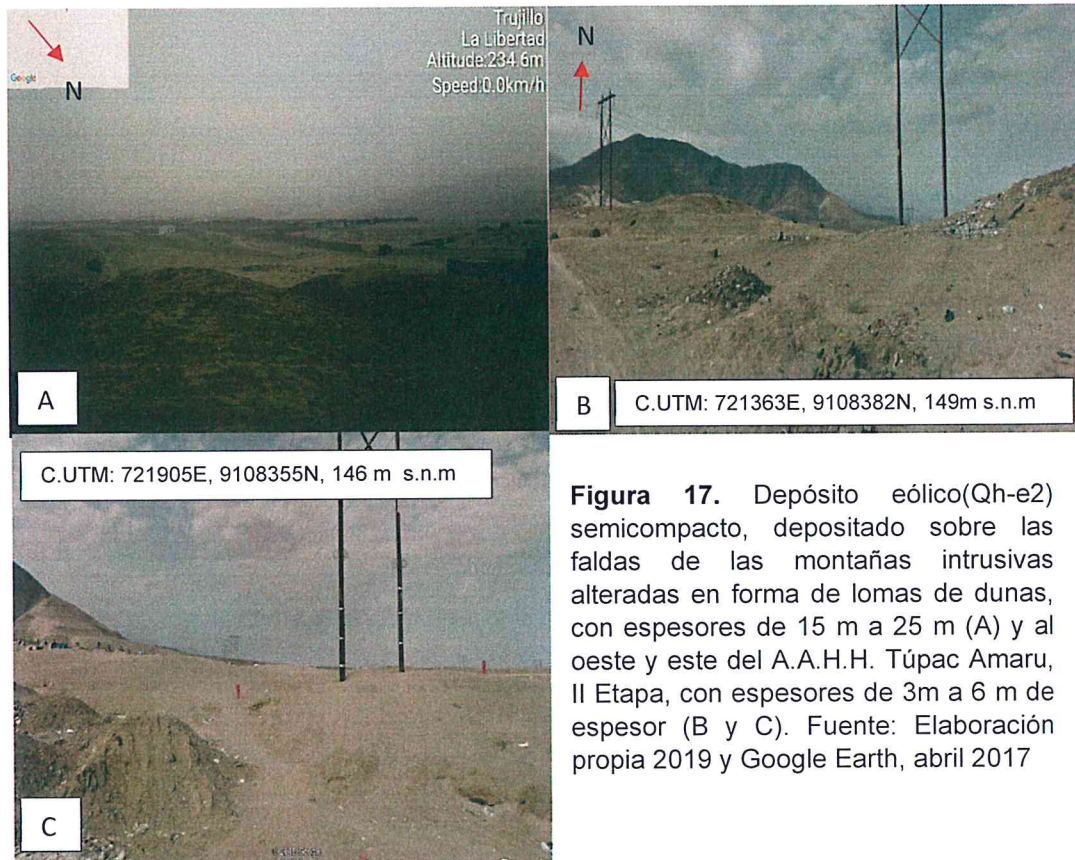 Trujillo
La Libertad
Altitude:234.6m
Speed:0.0km/h
Google
N
A
N
B
C.UTM: 721363E, 9108382N, 149m s.n.m
C.UTM: 721905E, 9108355N, 146 m s.n.m
C
Figura 17. Depósito eólico(Qh-e2)
semicompacto, depositado sobre las
faldas de las montañas intrusivas
alteradas en forma de lomas de dunas,
con espesores de 15 m a 25 m (A) y al
oeste y este del A.A.H.H. Túpac Amaru,
II Etapa, con espesores de 3m a 6 m de
espesor (B y C). Fuente: Elaboración
propia 2019 y Google Earth, abril 2017